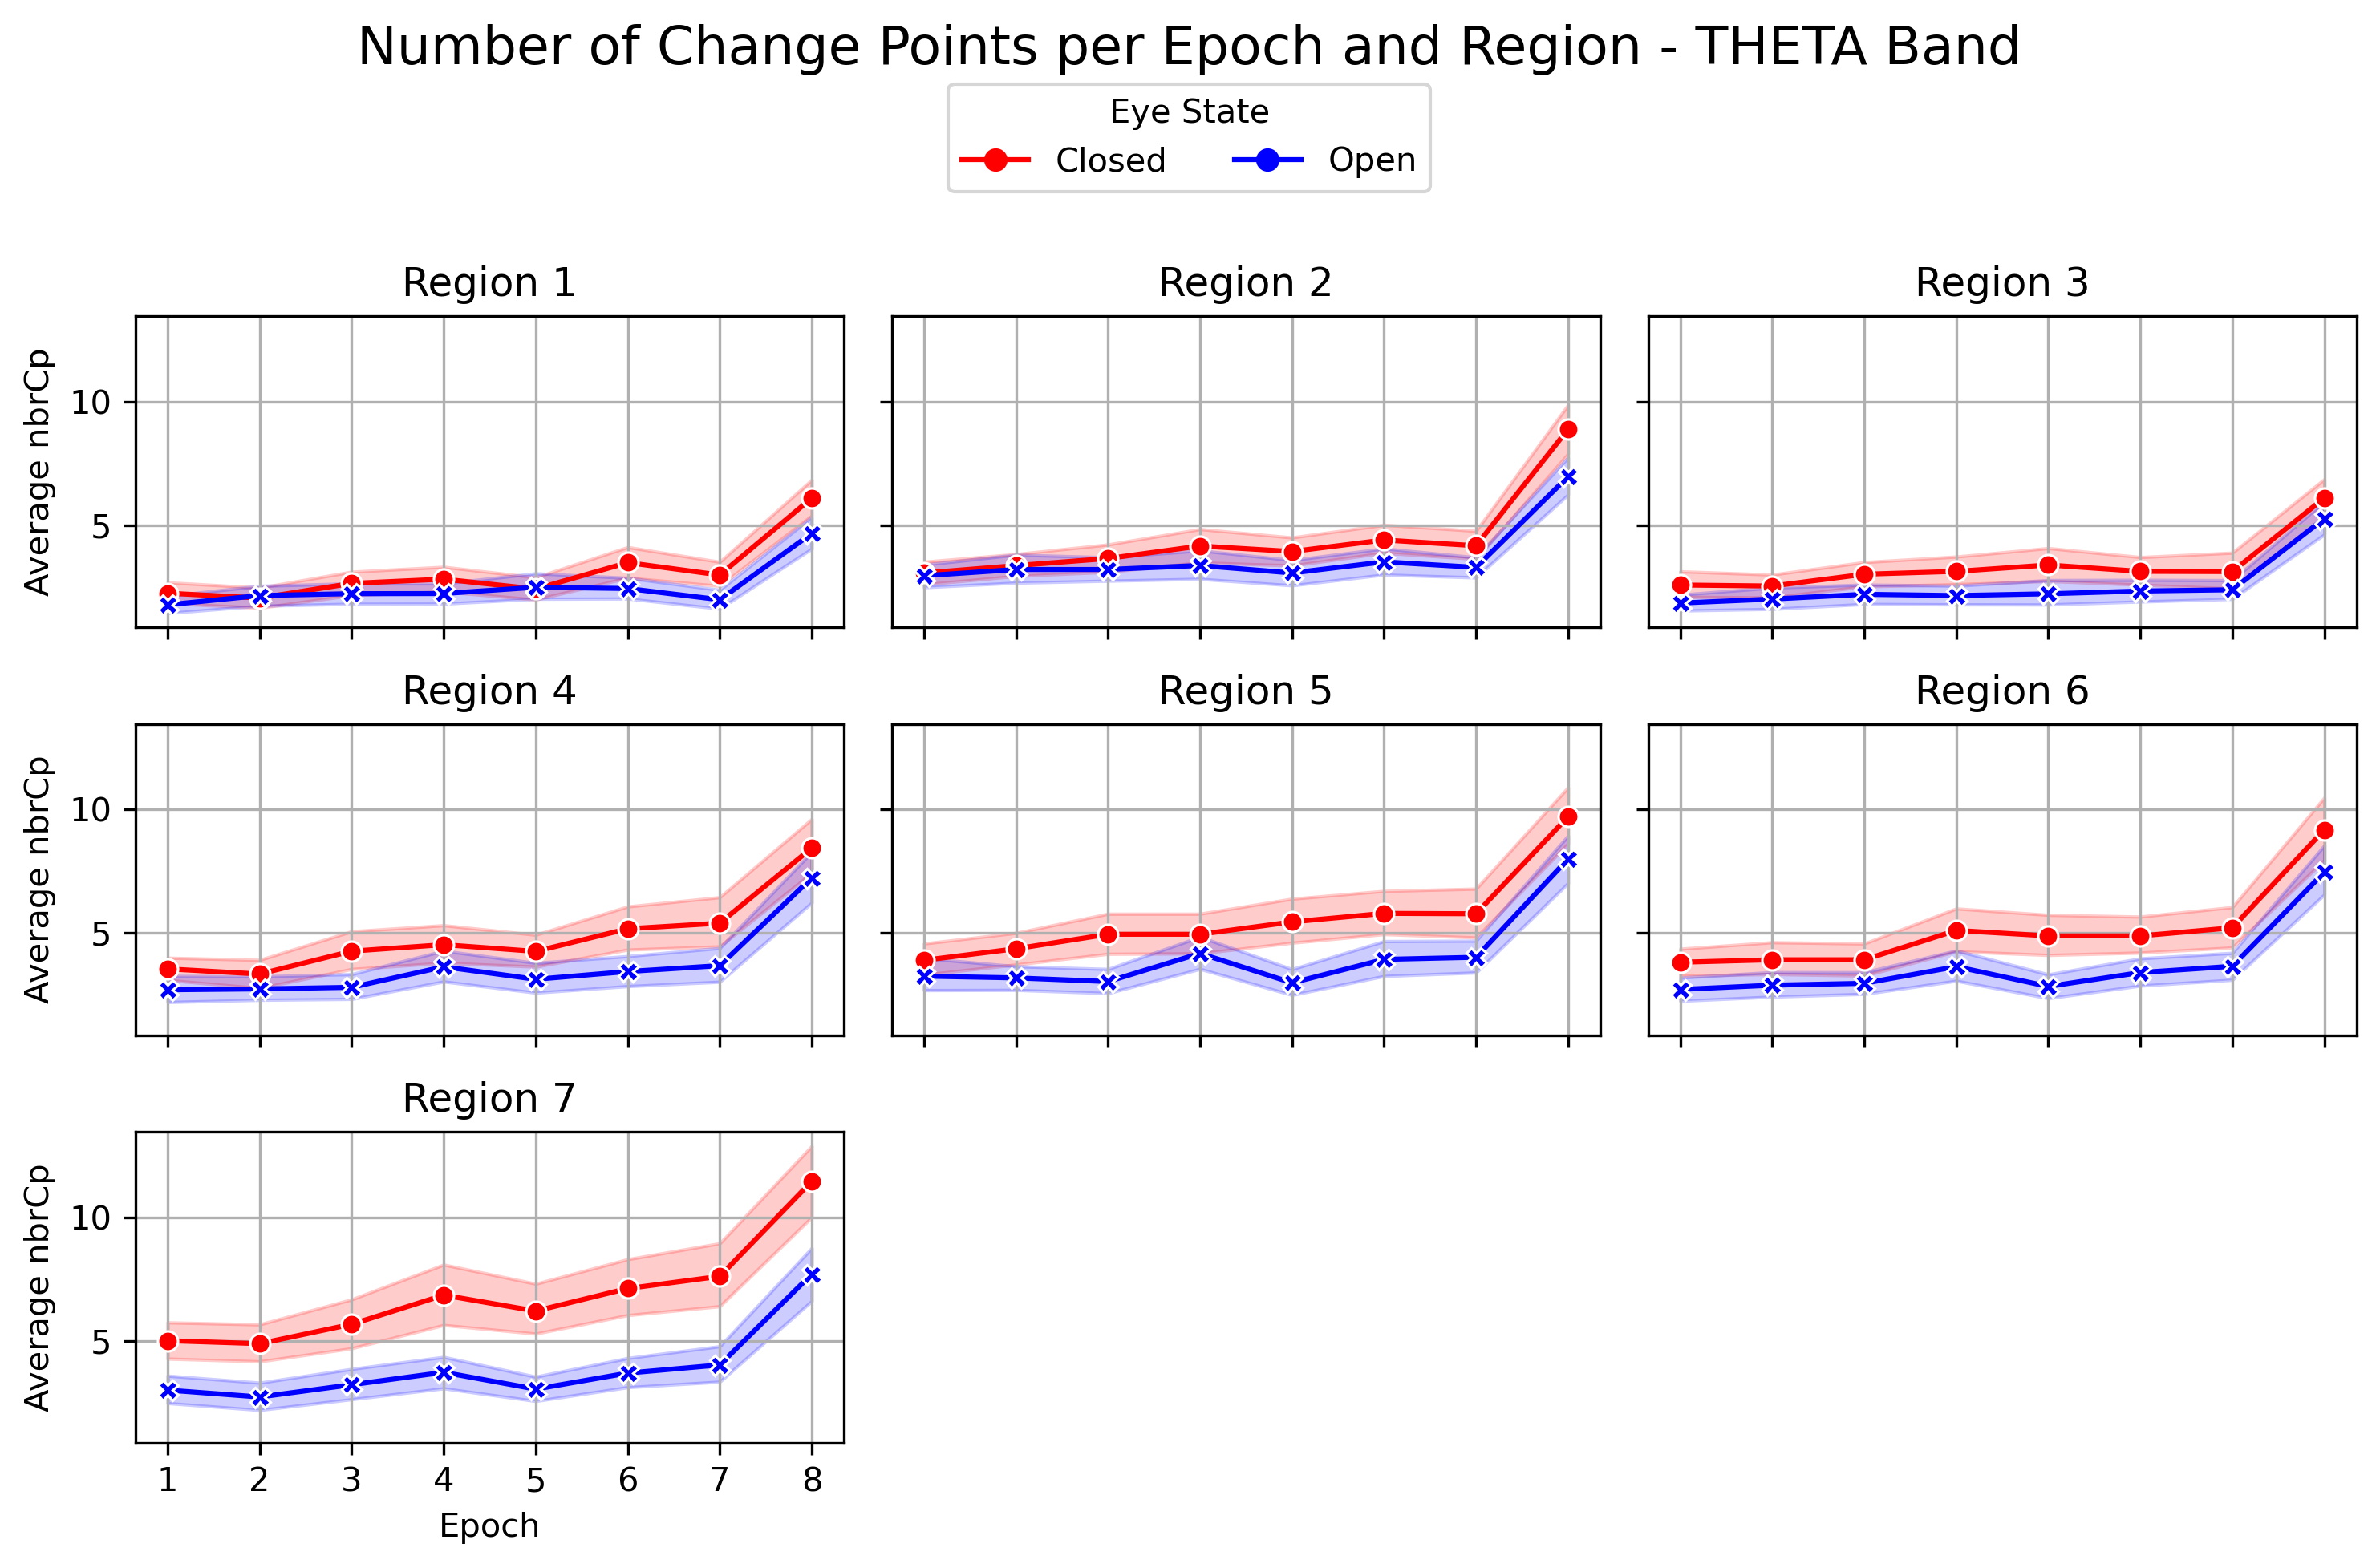 Number of Change Points per Epoch and Region - THETA Band
Eye State
Closed Open
Region 1
Region 2
Region 3
Average nbrCp
10
5
Region 4
Region 5
Region 6
Average nbrCp
10
5
Region 7
Average nbrCp
10
5
1 2 3 4 5 6 7 8
Epoch